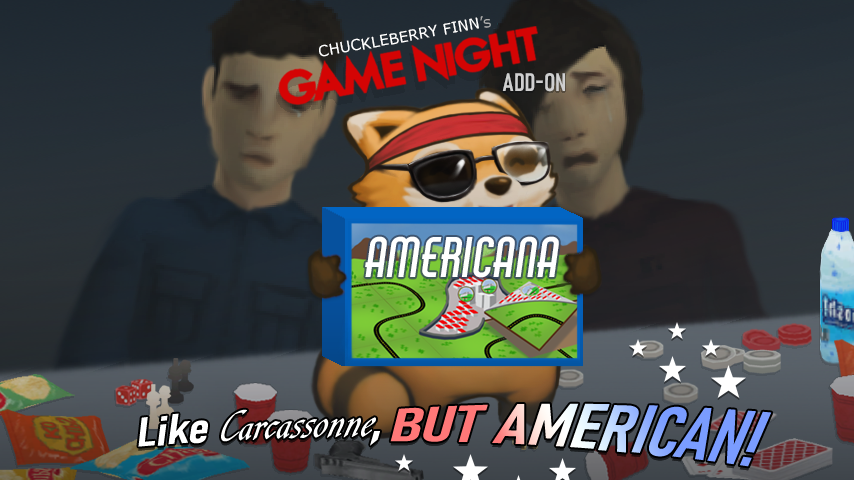 CHUCKLEBERRY FINN's
GAME NIGHT
ADD-ON
AMERICANA
Like Carcassonne, BUT AMERICAN!